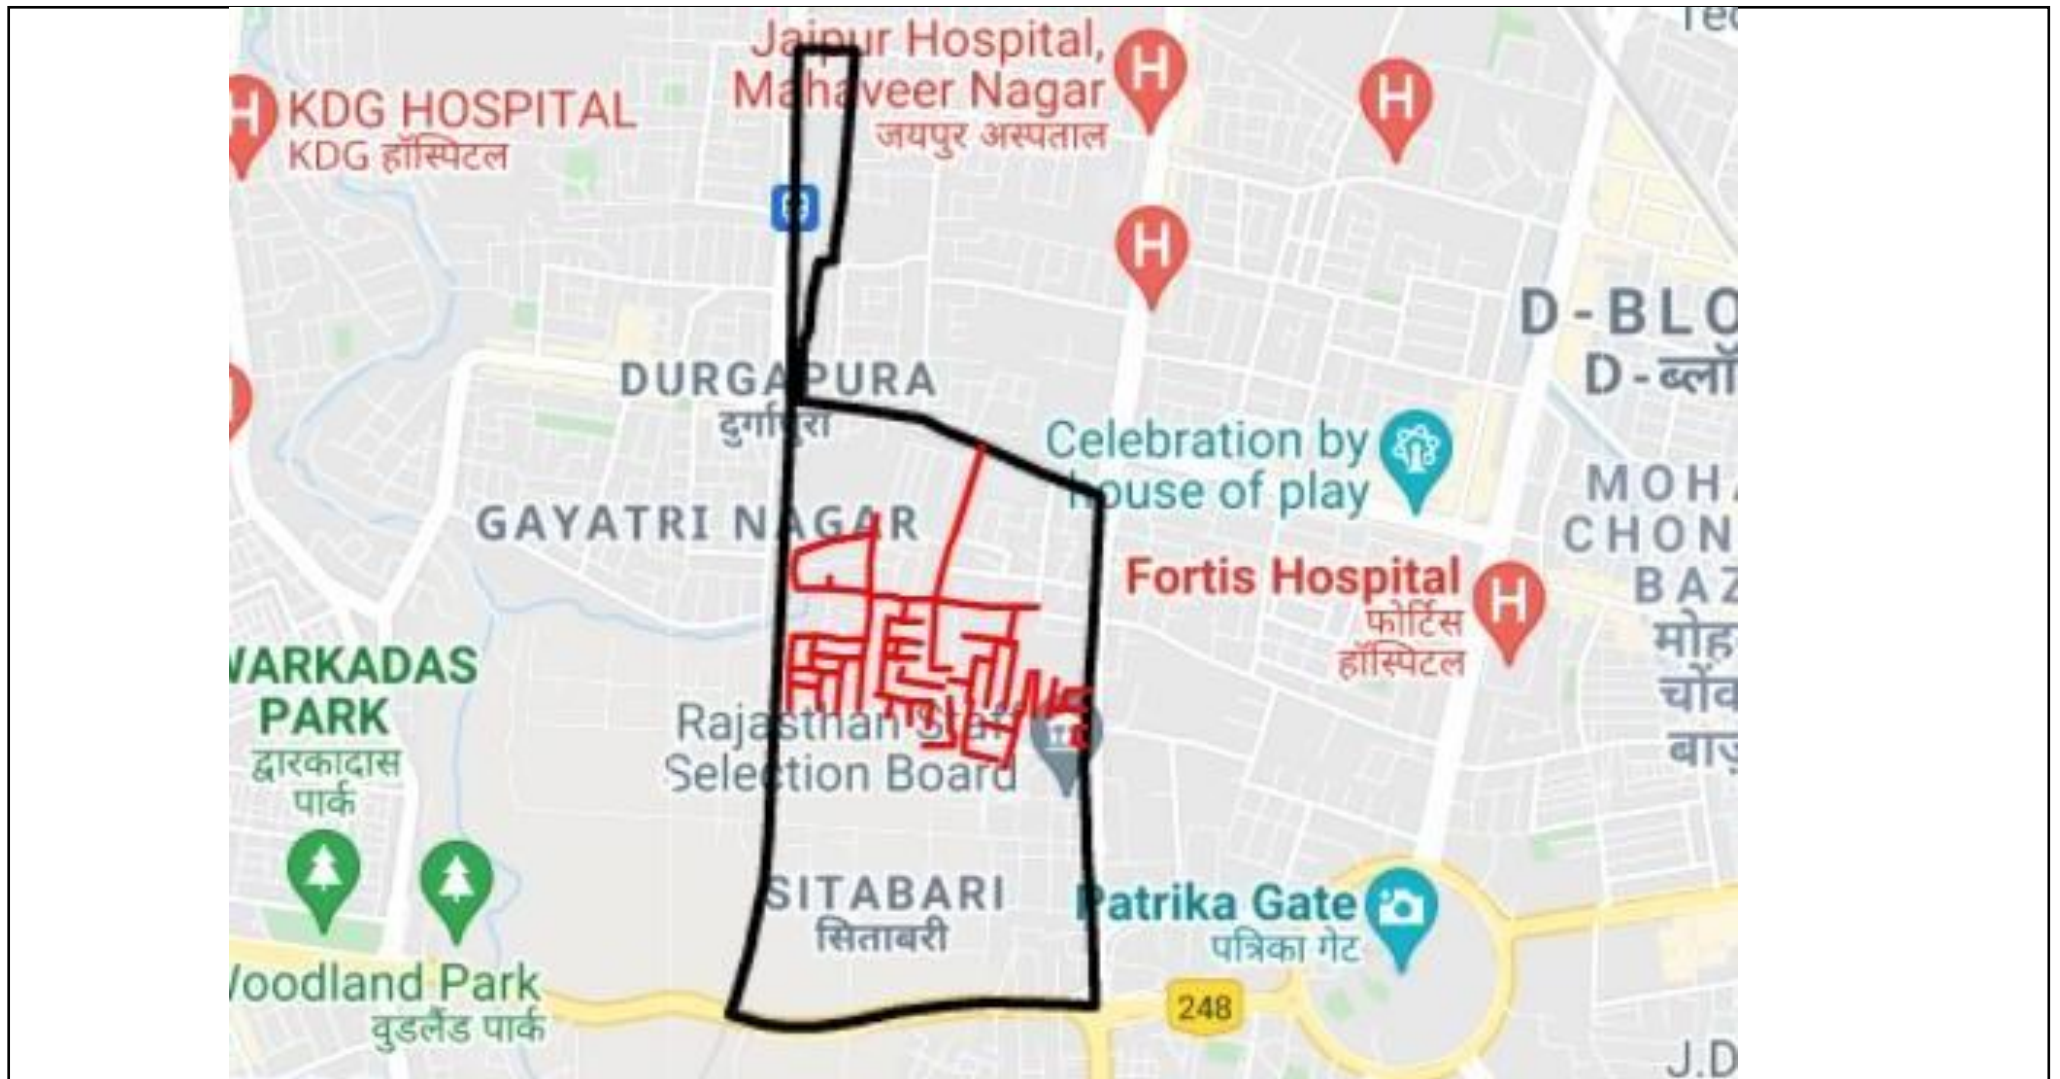 Jaipur Hospital,
Mahaveer Nagar
जयपुर अस्पताल
KDG HOSPITAL
KDG हॉस्पिटल
D-BLO
D-ब्लॉ
DURGAPURA
दुर्गापुरा
Celebration by
house of play
GAYATRI NAGAR
MOHA
CHON
BAZ
मोह
चोंक
बाज़
Fortis Hospital
फोर्टिस
हॉस्पिटल
WARKADAS
PARK
द्वारकादास
पार्क
Rajasthan Staff
Selection Board
SITABARI
सिताबरी
Patrika Gate
पत्रिका गेट
Woodland Park
वुडलैंड पार्क
248
J.D